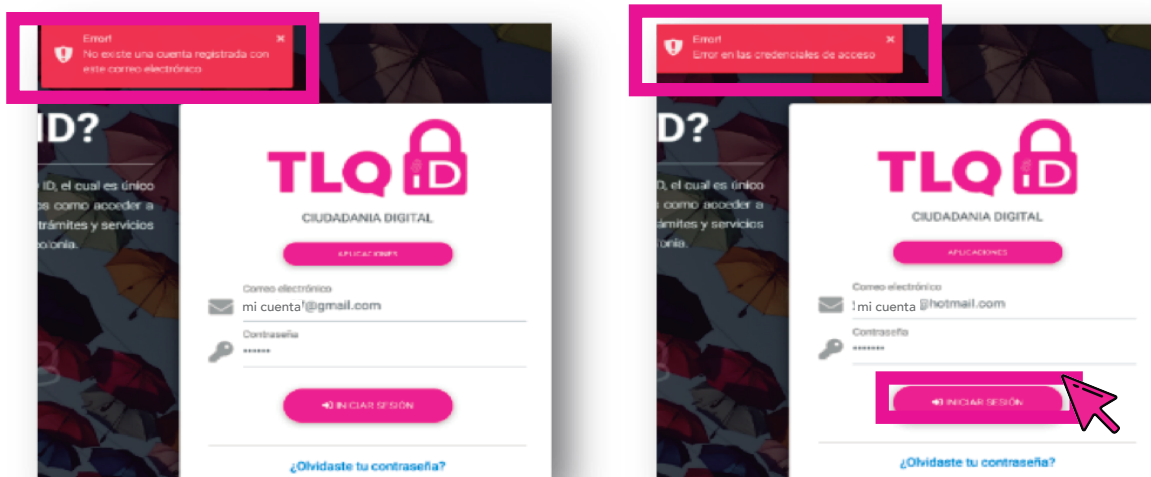 Error!
No existe una cuenta registrada con
este correo electrónico
ID?
ID, el cual es único
como acceder a
trámites y servicios
TLQ iD
CIUDADANIA DIGITAL
APLICACIONES
Correo electrónico
mi cuenta @gmail.com
Contraseña
INICIAR SESIÓN
¿Olvidaste tu contraseña?
Error!
Error en las credenciales de acceso
D?
D, el cual es único
como acceder a
ámites y servicios
onia.
TLQ iD
CIUDADANIA DIGITAL
APLICACIONES
Correo electrónico
mi cuenta @hotmail.com
Contraseña
INICIAR SESIÓN
¿Olvidaste tu contraseña?